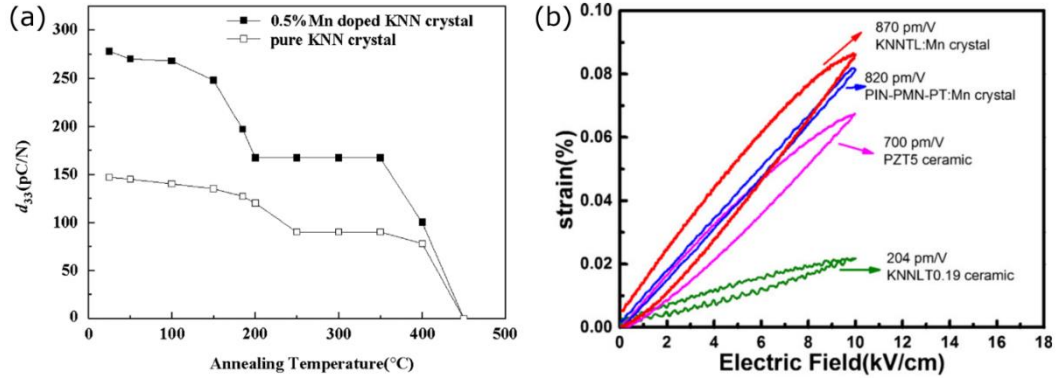 (a)
0.5%Mn doped KNN crystal
pure KNN crystal
300
250
200
150
100
50
0
d33(pC/N)
0
100
200
300
400
500
Annealing Temperature(°C)
(b)
0.10
0.08
0.06
0.04
0.02
0.00
strain(%)
870 pm/V
KNNTL:Mn crystal
820 pm/V
PIN-PMN-PT:Mn crystal
700 pm/V
PZT5 ceramic
204 pm/V
KNNLT0.19 ceramic
0
2
4
6
8
10
12
14
16
18
Electric Field(kV/cm)